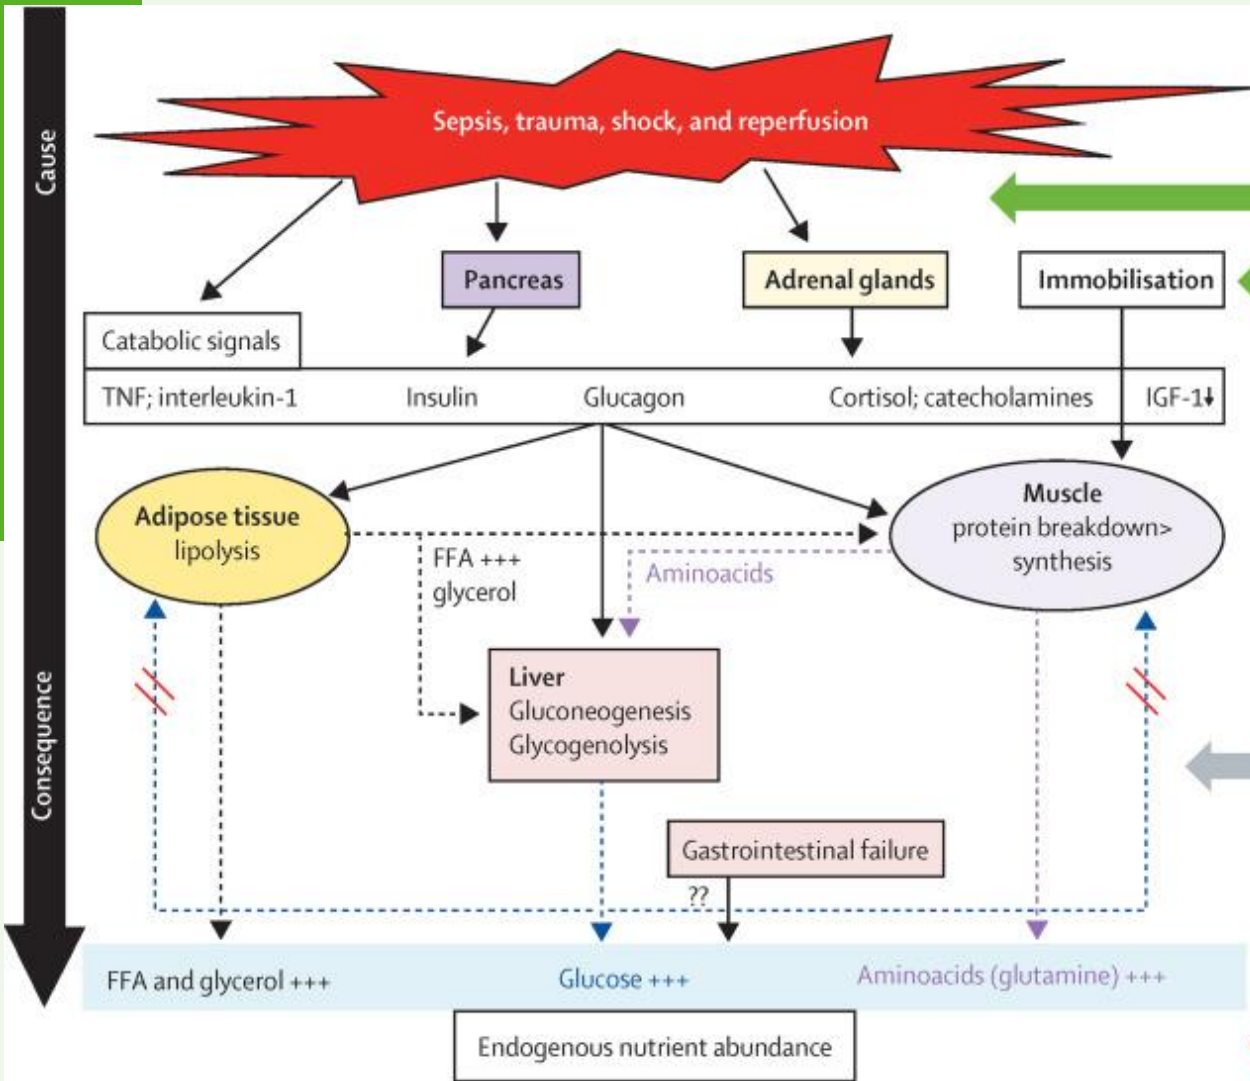 Cause
Consequence
Sepsis, trauma, shock, and reperfusion
Pancreas
Adrenal glands
Immobilisation
Catabolic signals
TNF; interleukin-1
Insulin
Glucagon
Cortisol; catecholamines
IGF-1↓
Adipose tissue
lipolysis
Muscle
protein breakdown>
synthesis
FFA +++
glycerol
Aminoacids
Liver
Gluconeogenesis
Glycogenolysis
Gastrointestinal failure
??
FFA and glycerol +++
Glucose +++
Aminoacids (glutamine) +++
Endogenous nutrient abundance